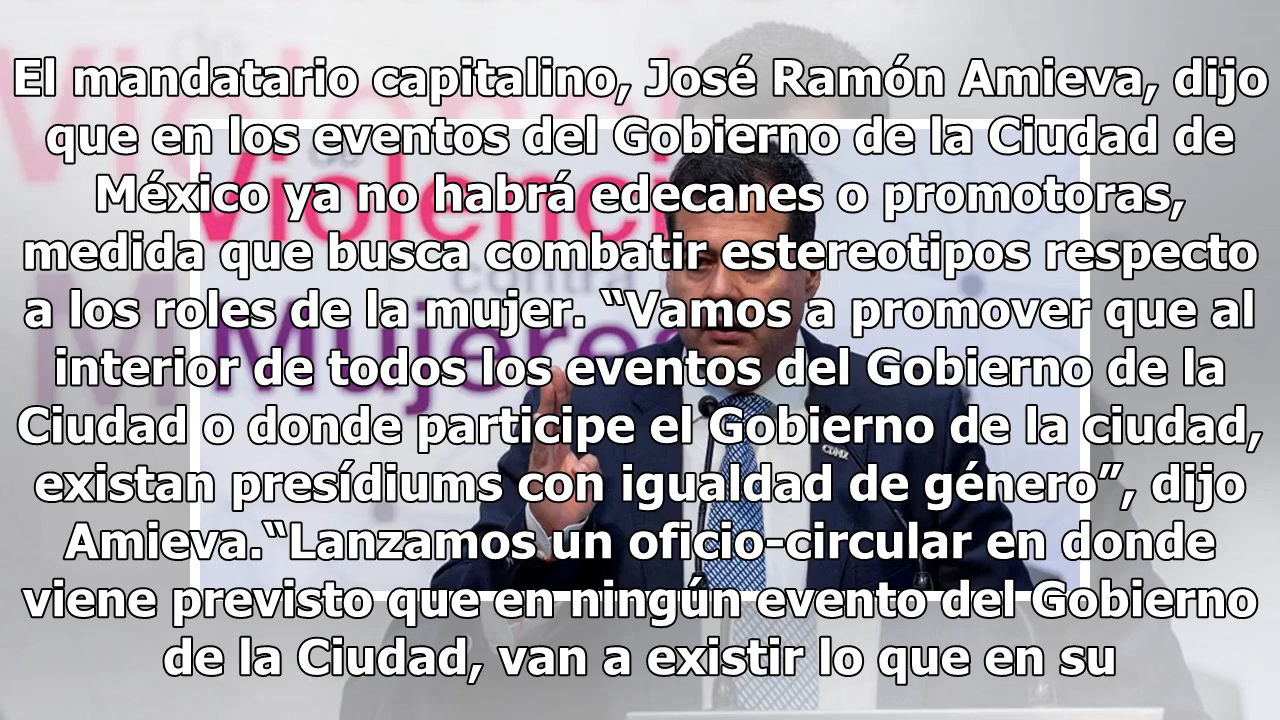 El mandatario capitalino, José Ramón Amieva, dijo
que en los eventos del Gobierno de la Ciudad de
México ya no habrá edecanes o promotoras,
medida que busca combatir estereotipos respecto
a los roles de la mujer. “Vamos a promover que al
interior de todos los eventos del Gobierno de la
Ciudad o donde participe el Gobierno de la ciudad,
existan presídiums con igualdad de género”, dijo
Amieva.“Lanzamos un oficio-circular en donde
viene previsto que en ningún evento del Gobierno
de la Ciudad, van a existir lo que en su
Violenci
contra
Mujeres
CDMX